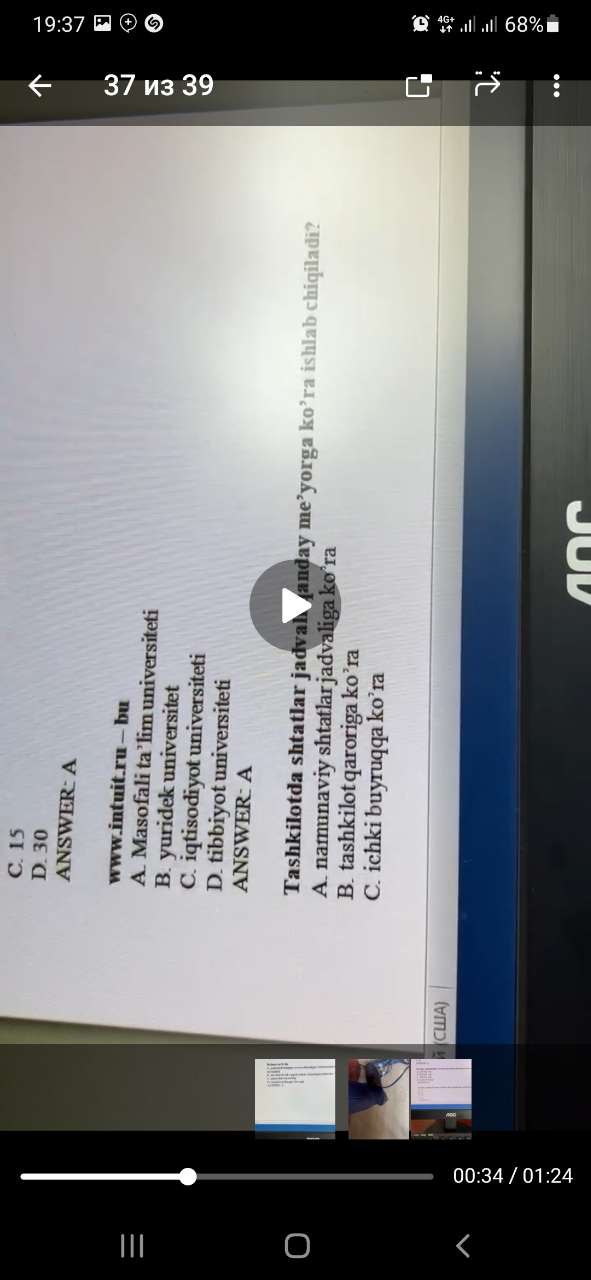 19:37
4G+
68%
37 из 39
C. 15
D. 30
ANSWER: A
www.intuit.ru – bu
A. Masofali ta’lim universiteti
B. yuridek universitet
C. iqtisodiyot universiteti
D. tibbiyot universiteti
ANSWER: A
Tashkilotda shtatlar jadvali qanday me’yorga ko’ra ishlab chiqiladi?
A. namunaviy shtatlar jadvaliga ko’ra
B. tashkilot qaroriga ko’ra
C. ichki buyruqqa ko’ra
(США)
AOC
00:34 / 01:24